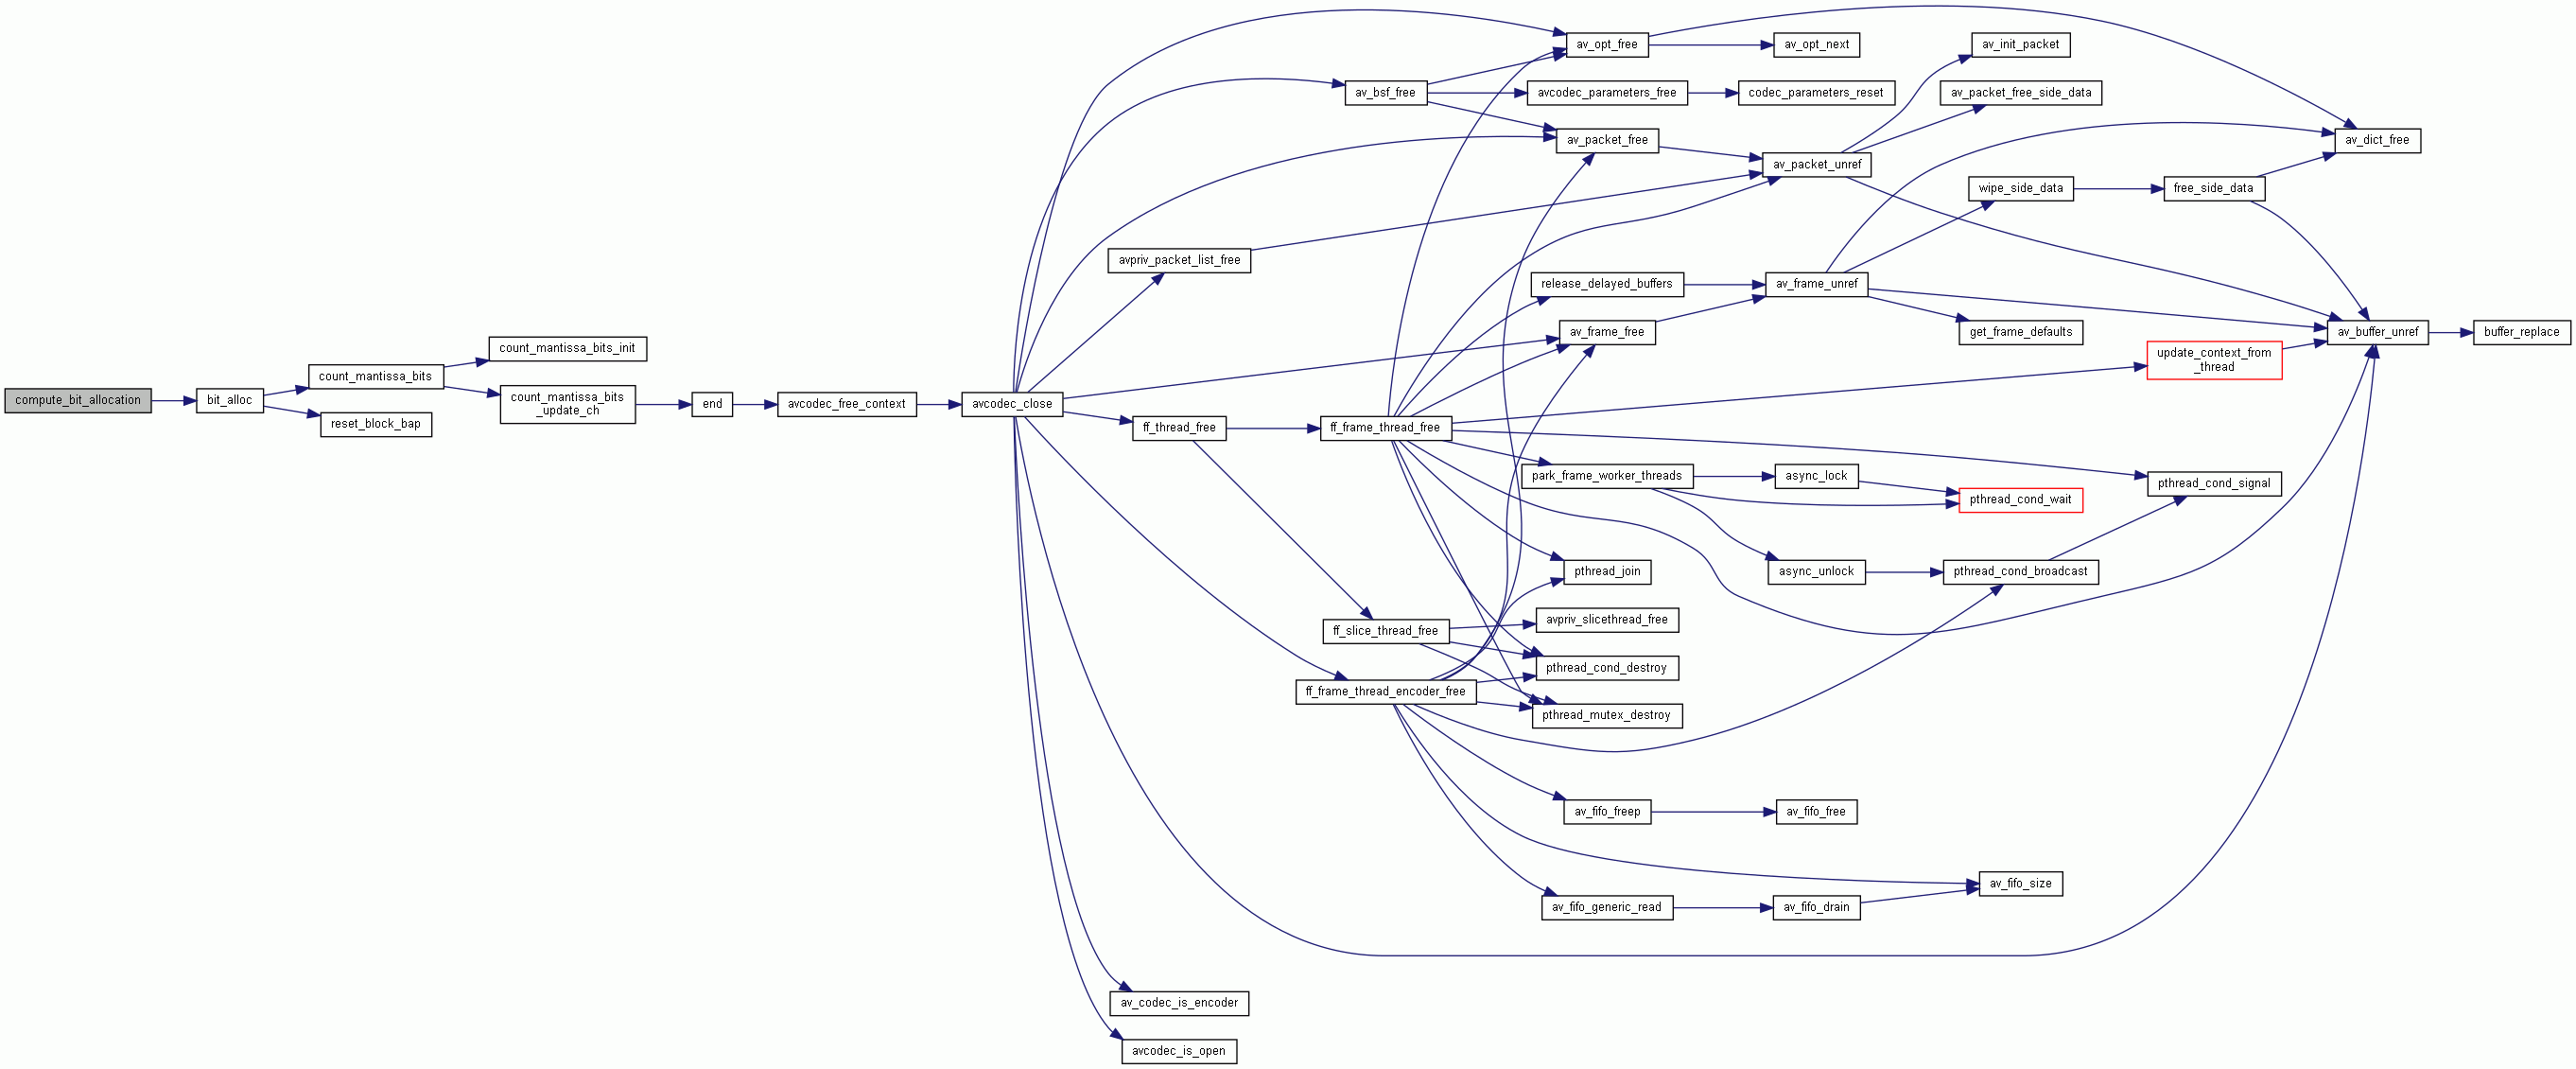 compute_bit_allocation
bit_alloc
count_mantissa_bits
reset_block_bap
count_mantissa_bits_init
count_mantissa_bits
_update_ch
end
avcodec_free_context
avcodec_close
av_opt_free
av_opt_next
av_init_packet
av_bsf_free
avcodec_parameters_free
codec_parameters_reset
av_packet_free_side_data
av_packet_free
av_packet_unref
av_dict_free
wipe_side_data
free_side_data
avpriv_packet_list_free
release_delayed_buffers
av_frame_unref
av_frame_free
get_frame_defaults
av_buffer_unref
buffer_replace
update_context_from
_thread
ff_thread_free
ff_frame_thread_free
park_frame_worker_threads
async_lock
pthread_cond_wait
pthread_cond_signal
pthread_join
async_unlock
pthread_cond_broadcast
avpriv_slicethread_free
ff_slice_thread_free
pthread_cond_destroy
ff_frame_thread_encoder_free
pthread_mutex_destroy
av_fifo_freep
av_fifo_free
av_fifo_size
av_fifo_generic_read
av_fifo_drain
av_codec_is_encoder
avcodec_is_open